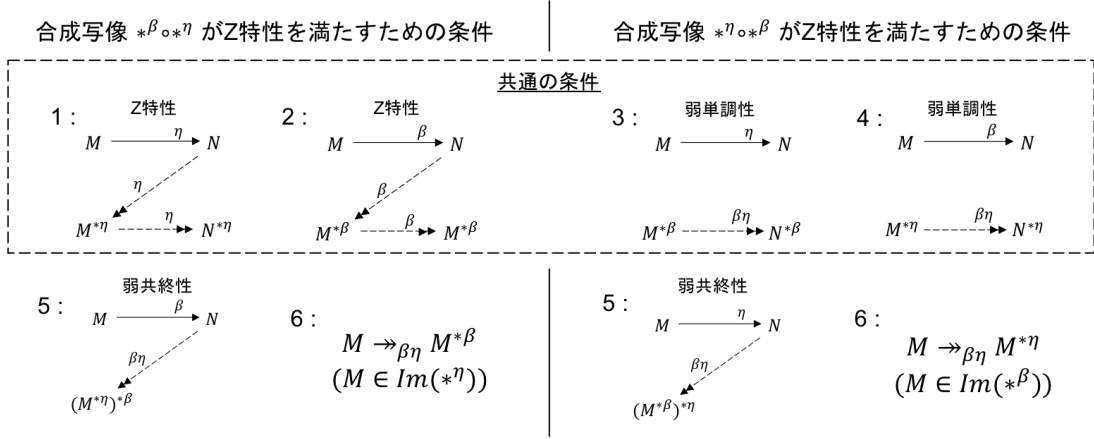 合成写像 *^β∘*^η がZ特性を満たすための条件
合成写像 *^η∘*^β がZ特性を満たすための条件
共通の条件
1 : Z特性
M η N
η
M^{*η} η N^{*η}
2 : Z特性
M β N
β
M^{*β} β M^{*β}
3 : 弱単調性
M η N
M^{*β} βη N^{*β}
4 : 弱単調性
M β N
M^{*η} βη N^{*η}
5 : 弱共終性
M β N
βη
(M^{*η})^{*β}
6 :
M ↠_{βη} M^{*β}
(M ∈ Im(*^η))
5 : 弱共終性
M η N
βη
(M^{*β})^{*η}
6 :
M ↠_{βη} M^{*η}
(M ∈ Im(*^β))